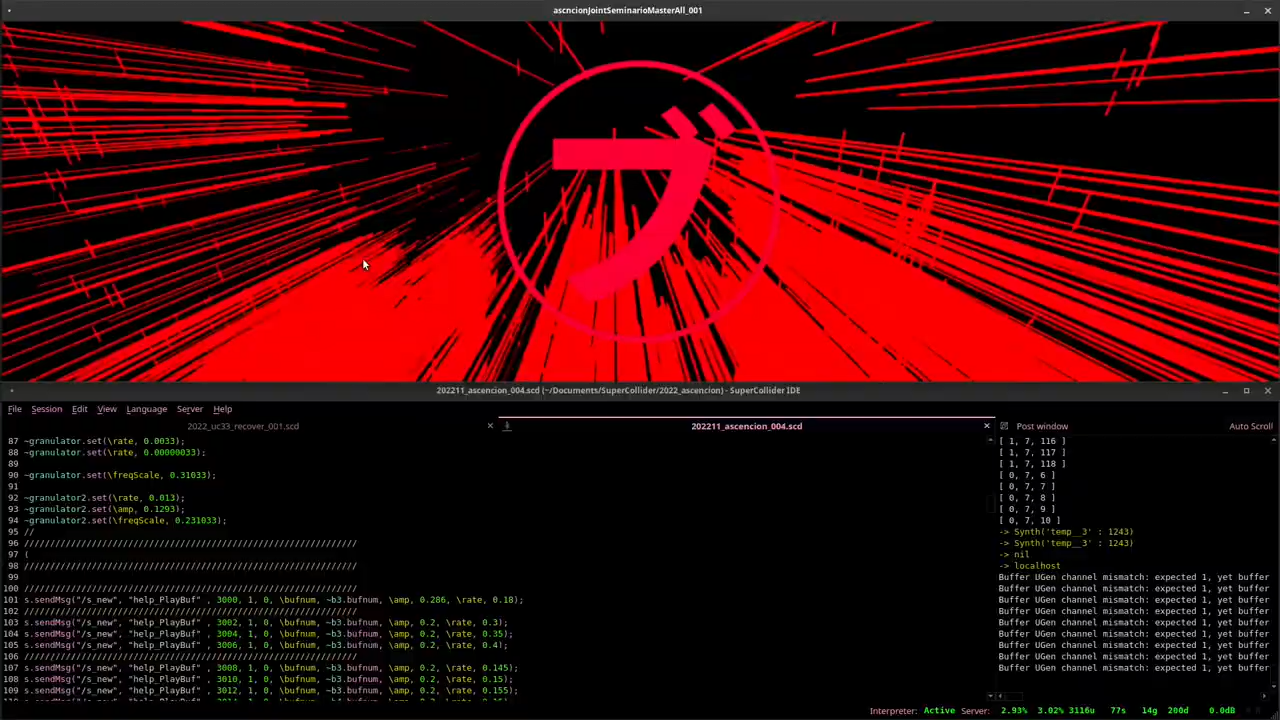 ascncionJointSeminarioMasterAll_001
ブ
202211_ascencion_004.scd (~/Documents/SuperCollider/2022_ascencion) - SuperCollider IDE
File Session Edit View Language Server Help
2022_uc33_recover_001.scd
202211_ascencion_004.scd
Post window
Auto Scroll
87 ~granulator.set(\rate, 0.0033);
88 ~granulator.set(\rate, 0.00000033);
89
90 ~granulator.set(\freqScale, 0.31033);
91
92 ~granulator2.set(\rate, 0.013);
93 ~granulator2.set(\amp, 0.1293);
94 ~granulator2.set(\freqScale, 0.231033);
95 //
96 ////////////////////////////////////////////////////////////////
97 (
98 ////////////////////////////////////////////////////////////////
99
100 ////////////////////////////////////////////////////////////////
101 s.sendMsg("/s_new", "help_PlayBuf" , 3000, 1, 0, \bufnum, ~b3.bufnum, \amp, 0.286, \rate, 0.18);
102 ////////////////////////////////////////////////////////////////
103 s.sendMsg("/s_new", "help_PlayBuf" , 3002, 1, 0, \bufnum, ~b3.bufnum, \amp, 0.2, \rate, 0.3);
104 s.sendMsg("/s_new", "help_PlayBuf" , 3004, 1, 0, \bufnum, ~b3.bufnum, \amp, 0.2, \rate, 0.35);
105 s.sendMsg("/s_new", "help_PlayBuf" , 3006, 1, 0, \bufnum, ~b3.bufnum, \amp, 0.2, \rate, 0.4);
106 ////////////////////////////////////////////////////////////////
107 s.sendMsg("/s_new", "help_PlayBuf" , 3008, 1, 0, \bufnum, ~b3.bufnum, \amp, 0.2, \rate, 0.145);
108 s.sendMsg("/s_new", "help_PlayBuf" , 3010, 1, 0, \bufnum, ~b3.bufnum, \amp, 0.2, \rate, 0.15);
109 s.sendMsg("/s_new", "help_PlayBuf" , 3012, 1, 0, \bufnum, ~b3.bufnum, \amp, 0.2, \rate, 0.155);
[ 1, 7, 116 ]
[ 1, 7, 117 ]
[ 1, 7, 118 ]
[ 0, 7, 6 ]
[ 0, 7, 7 ]
[ 0, 7, 8 ]
[ 0, 7, 9 ]
[ 0, 7, 10 ]
-> Synth('temp__3' : 1243)
-> Synth('temp__3' : 1243)
-> nil
-> localhost
Buffer UGen channel mismatch: expected 1, yet buffer
Buffer UGen channel mismatch: expected 1, yet buffer
Buffer UGen channel mismatch: expected 1, yet buffer
Buffer UGen channel mismatch: expected 1, yet buffer
Buffer UGen channel mismatch: expected 1, yet buffer
Buffer UGen channel mismatch: expected 1, yet buffer
Buffer UGen channel mismatch: expected 1, yet buffer
Buffer UGen channel mismatch: expected 1, yet buffer
Buffer UGen channel mismatch: expected 1, yet buffer
Interpreter: Active Server: 2.93% 3.02% 3116u 77s 14g 200d 0.0dB